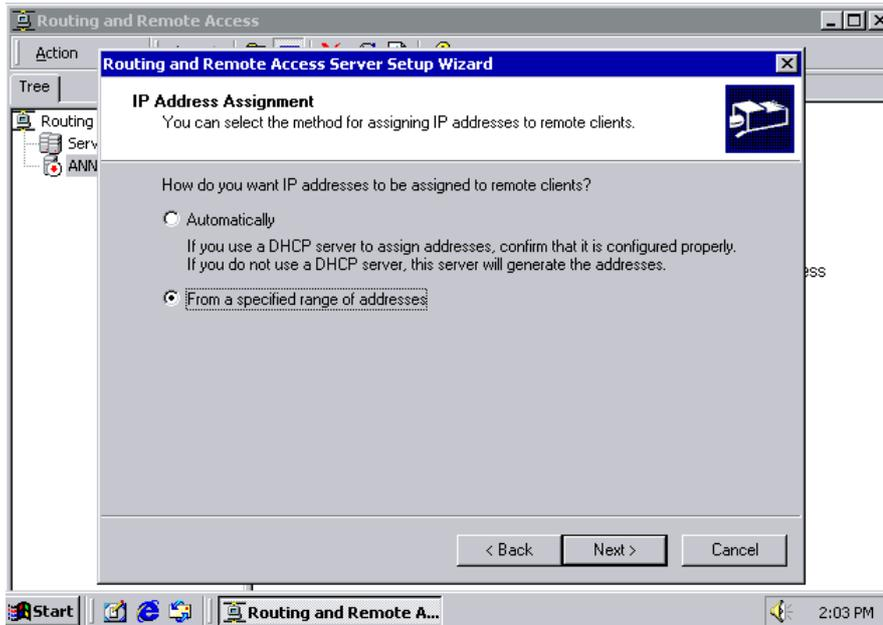 Routing and Remote Access
Action
Tree
Routing
Serv
ANN
Routing and Remote Access Server Setup Wizard
IP Address Assignment
You can select the method for assigning IP addresses to remote clients.
How do you want IP addresses to be assigned to remote clients?
Automatically
If you use a DHCP server to assign addresses, confirm that it is configured properly.
If you do not use a DHCP server, this server will generate the addresses.
From a specified range of addresses
ess
< Back
Next >
Cancel
Start
Routing and Remote A...
2:03 PM